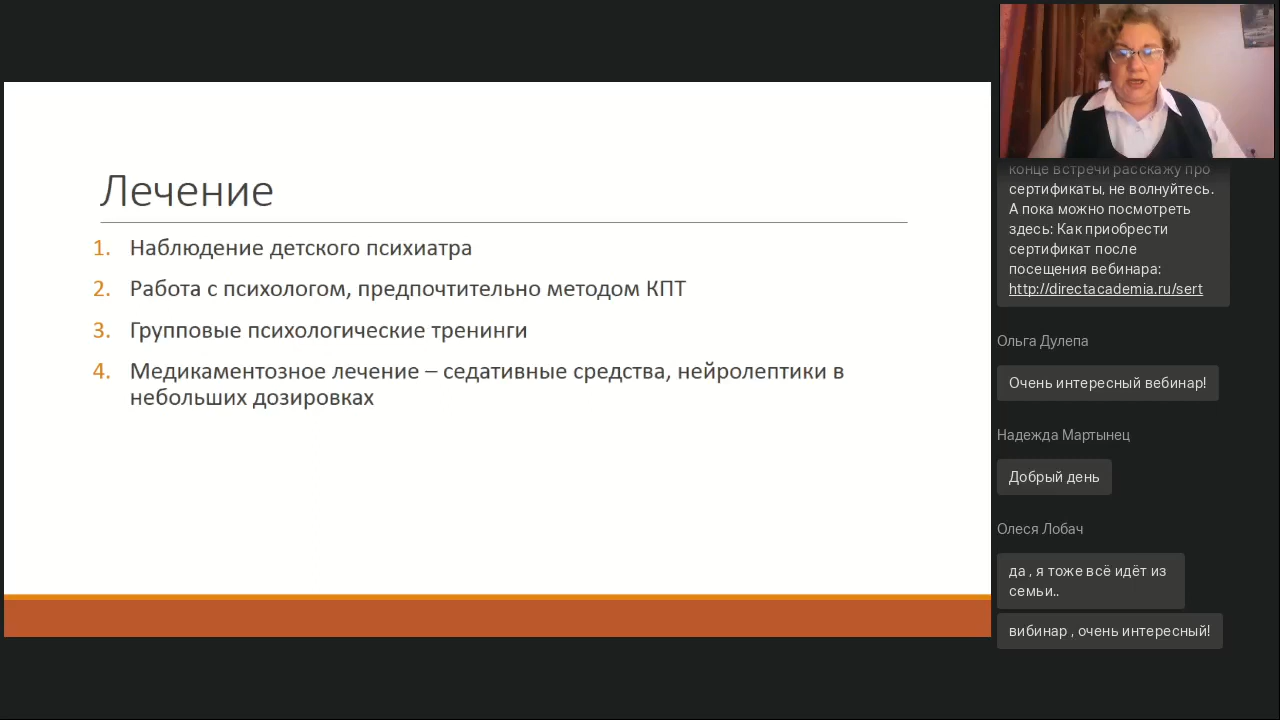 Лечение
1. Наблюдение детского психиатра
2. Работа с психологом, предпочтительно методом КПТ
3. Групповые психологические тренинги
4. Медикаментозное лечение – седативные средства, нейролептики в
небольших дозировках
конце встречи расскажу про
сертификаты, не волнуйтесь.
А пока можно посмотреть
здесь: Как приобрести
сертификат после
посещения вебинара:
http://directacademia.ru/sert
Ольга Дулепа
Очень интересный вебинар!
Надежда Мартынец
Добрый день
Олеся Лобач
да , я тоже всё идёт из
семьи..
вибинар , очень интересный!